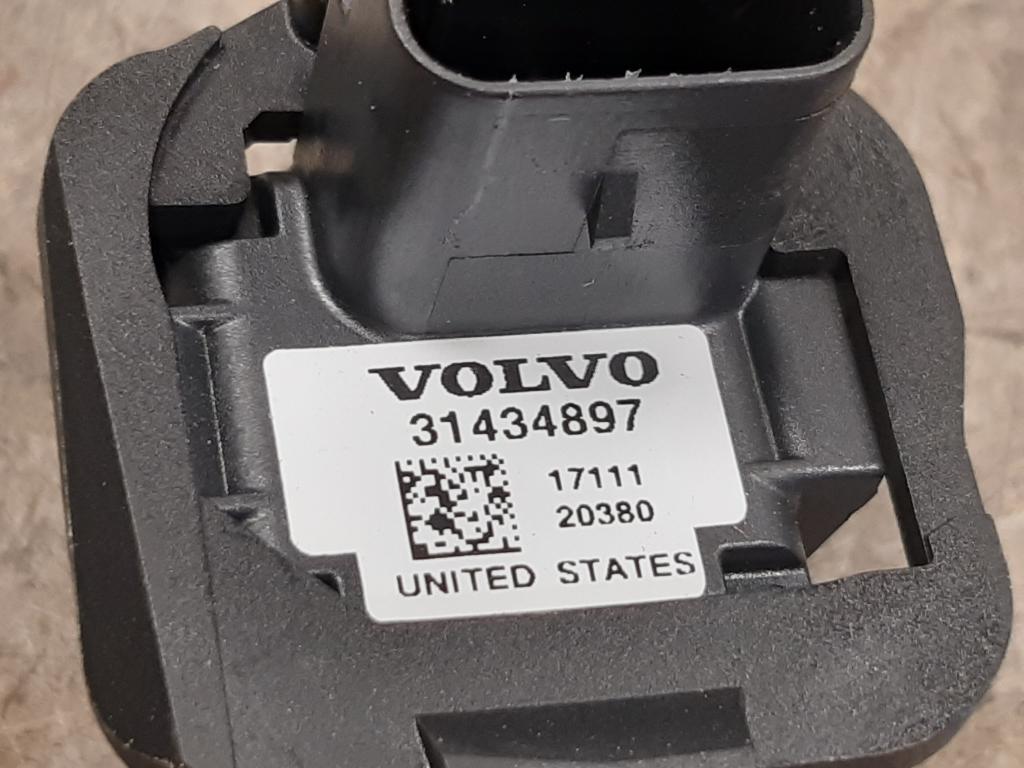 VOLVO
31434897
17111
20380
UNITED STATES